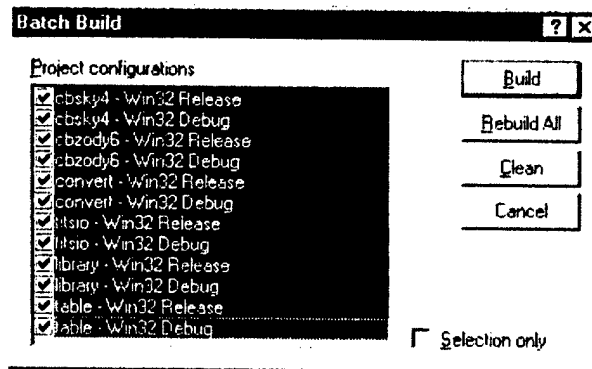 Batch Build
Project configurations
cbsky4 - Win32 Release
cbsky4 - Win32 Debug
cbzody6 - Win32 Release
cbzody6 - Win32 Debug
convert - Win32 Release
convert - Win32 Debug
fitsio - Win32 Release
fitsio - Win32 Debug
library - Win32 Release
library - Win32 Debug
table - Win32 Release
table - Win32 Debug
Build
Rebuild All
Clean
Cancel
Selection only